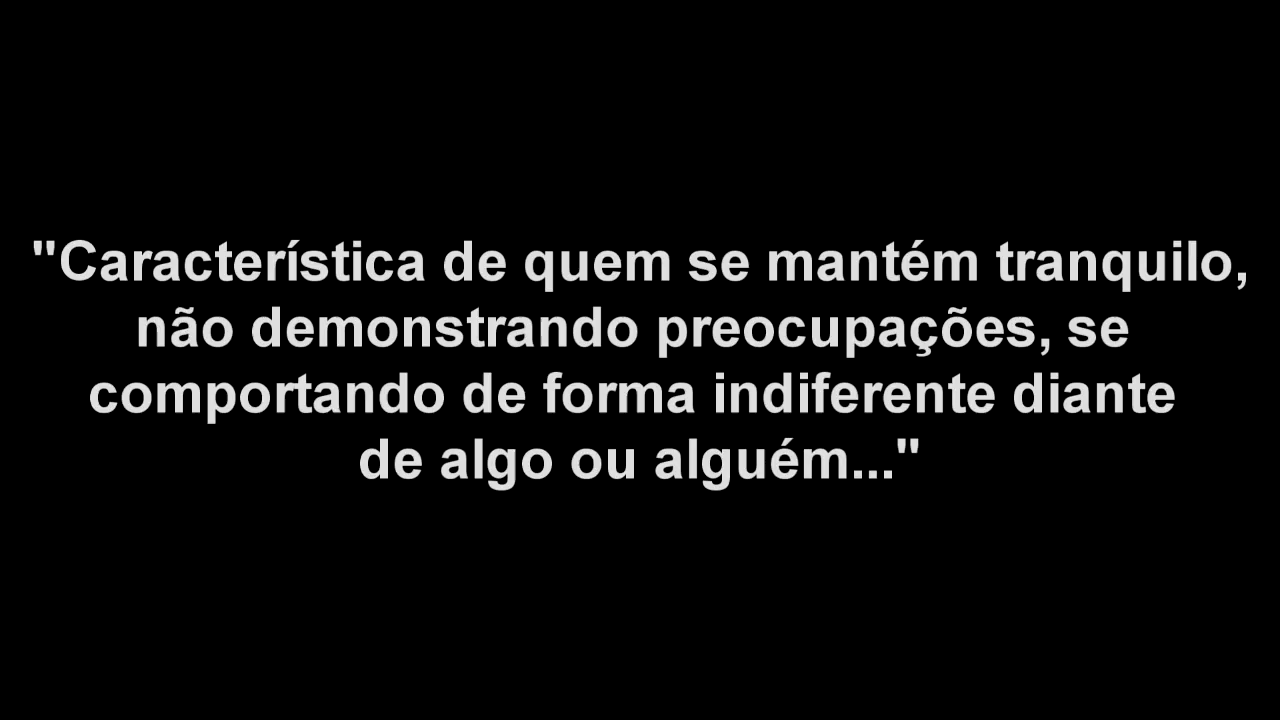 "Característica de quem se mantém tranquilo,
não demonstrando preocupações, se
comportando de forma indiferente diante
de algo ou alguém..."